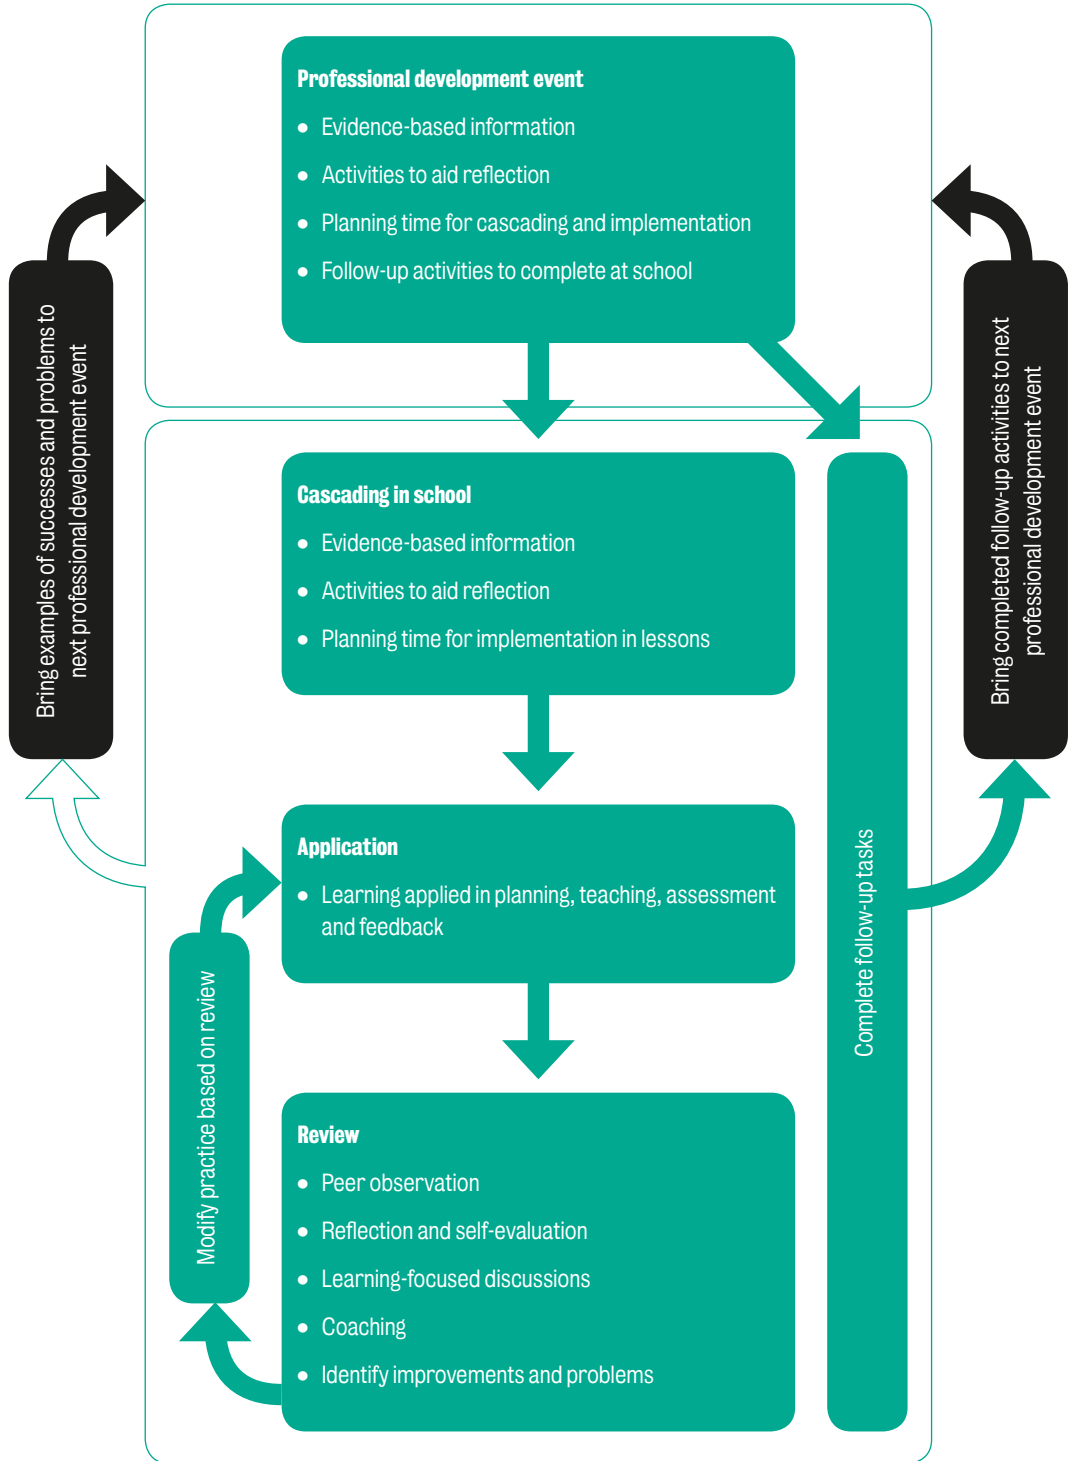 Professional development event
• Evidence-based information
• Activities to aid reflection
• Planning time for cascading and implementation
• Follow-up activities to complete at school
Bring examples of successes and problems to
next professional development event
Bring completed follow-up activities to next
professional development event
Cascading in school
• Evidence-based information
• Activities to aid reflection
• Planning time for implementation in lessons
Application
• Learning applied in planning, teaching, assessment
and feedback
Complete follow-up tasks
Modify practice based on review
Review
• Peer observation
• Reflection and self-evaluation
• Learning-focused discussions
• Coaching
• Identify improvements and problems